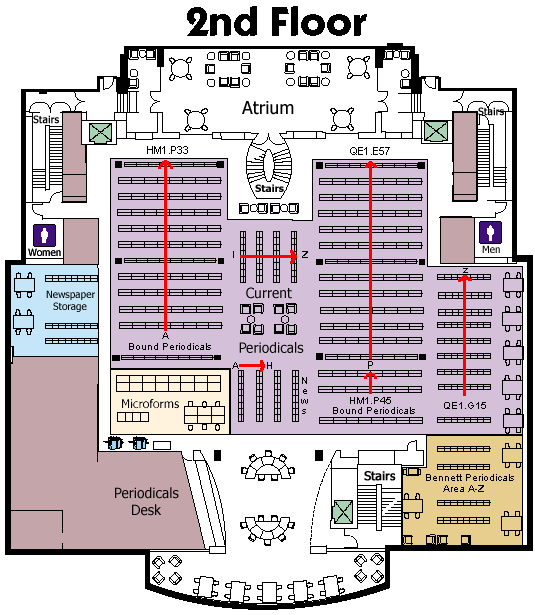 2nd Floor
Atrium
Stairs
Stairs
Stairs
HM1.P33
QE1.E57
Women
Men
I
Z
Current
Periodicals
Newspaper
Storage
A
Bound Periodicals
A
H
News
P
HM1.P45
Bound Periodicals
Z
QE1.G15
Microforms
Periodicals
Desk
Stairs
Bennett Periodicals
Area A-Z